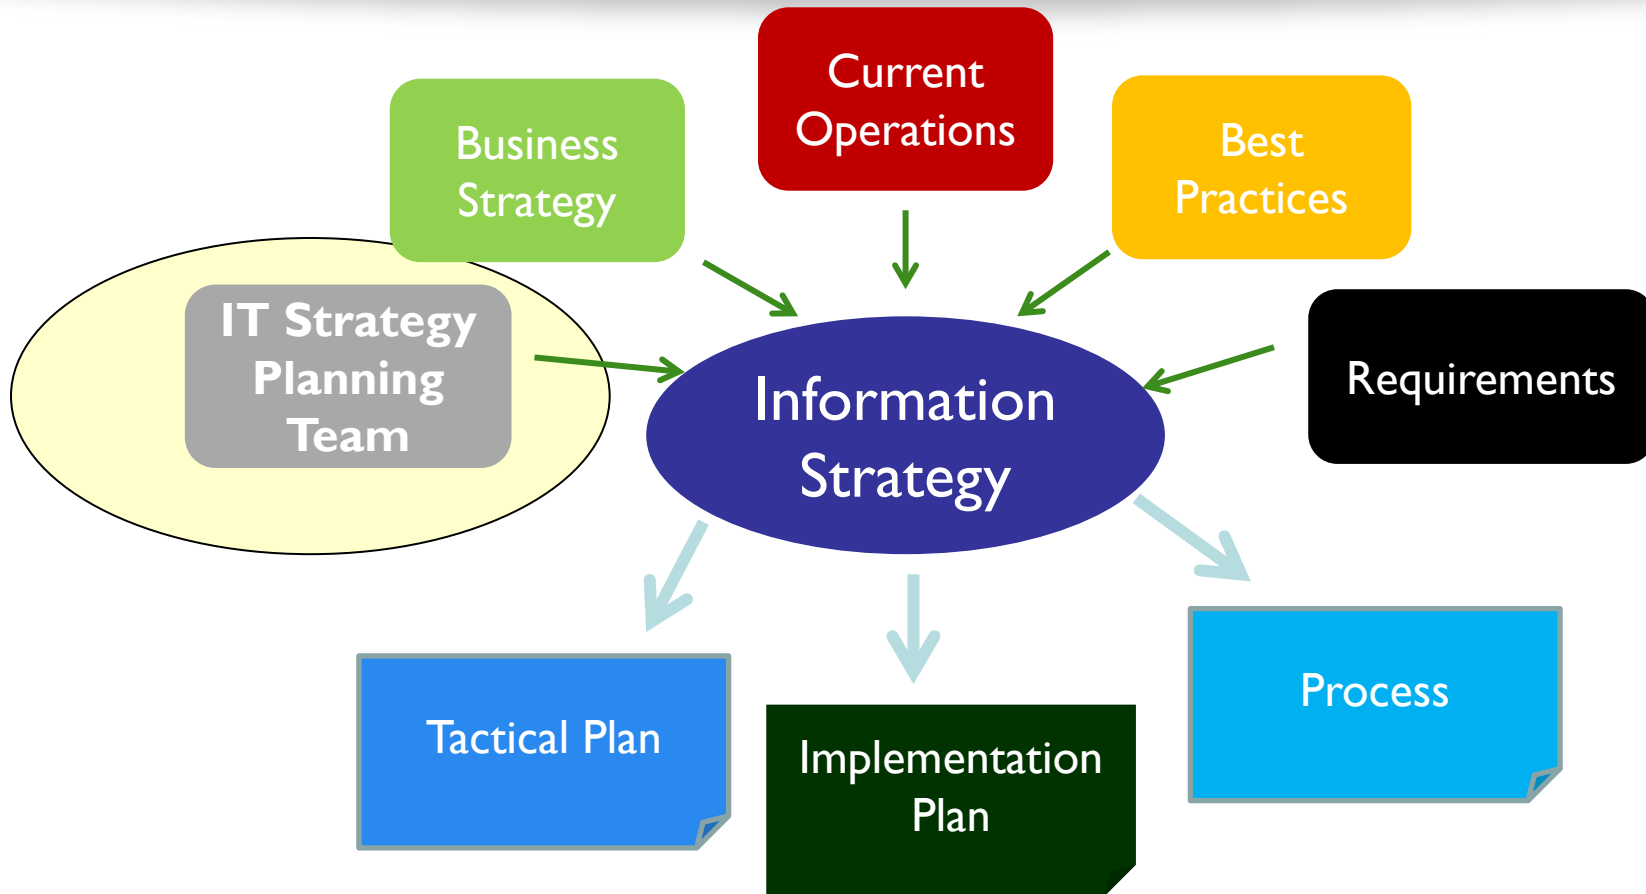 Current
Operations
Business
Strategy
Best
Practices
IT Strategy
Planning
Team
Information
Strategy
Requirements
Tactical Plan
Implementation
Plan
Process